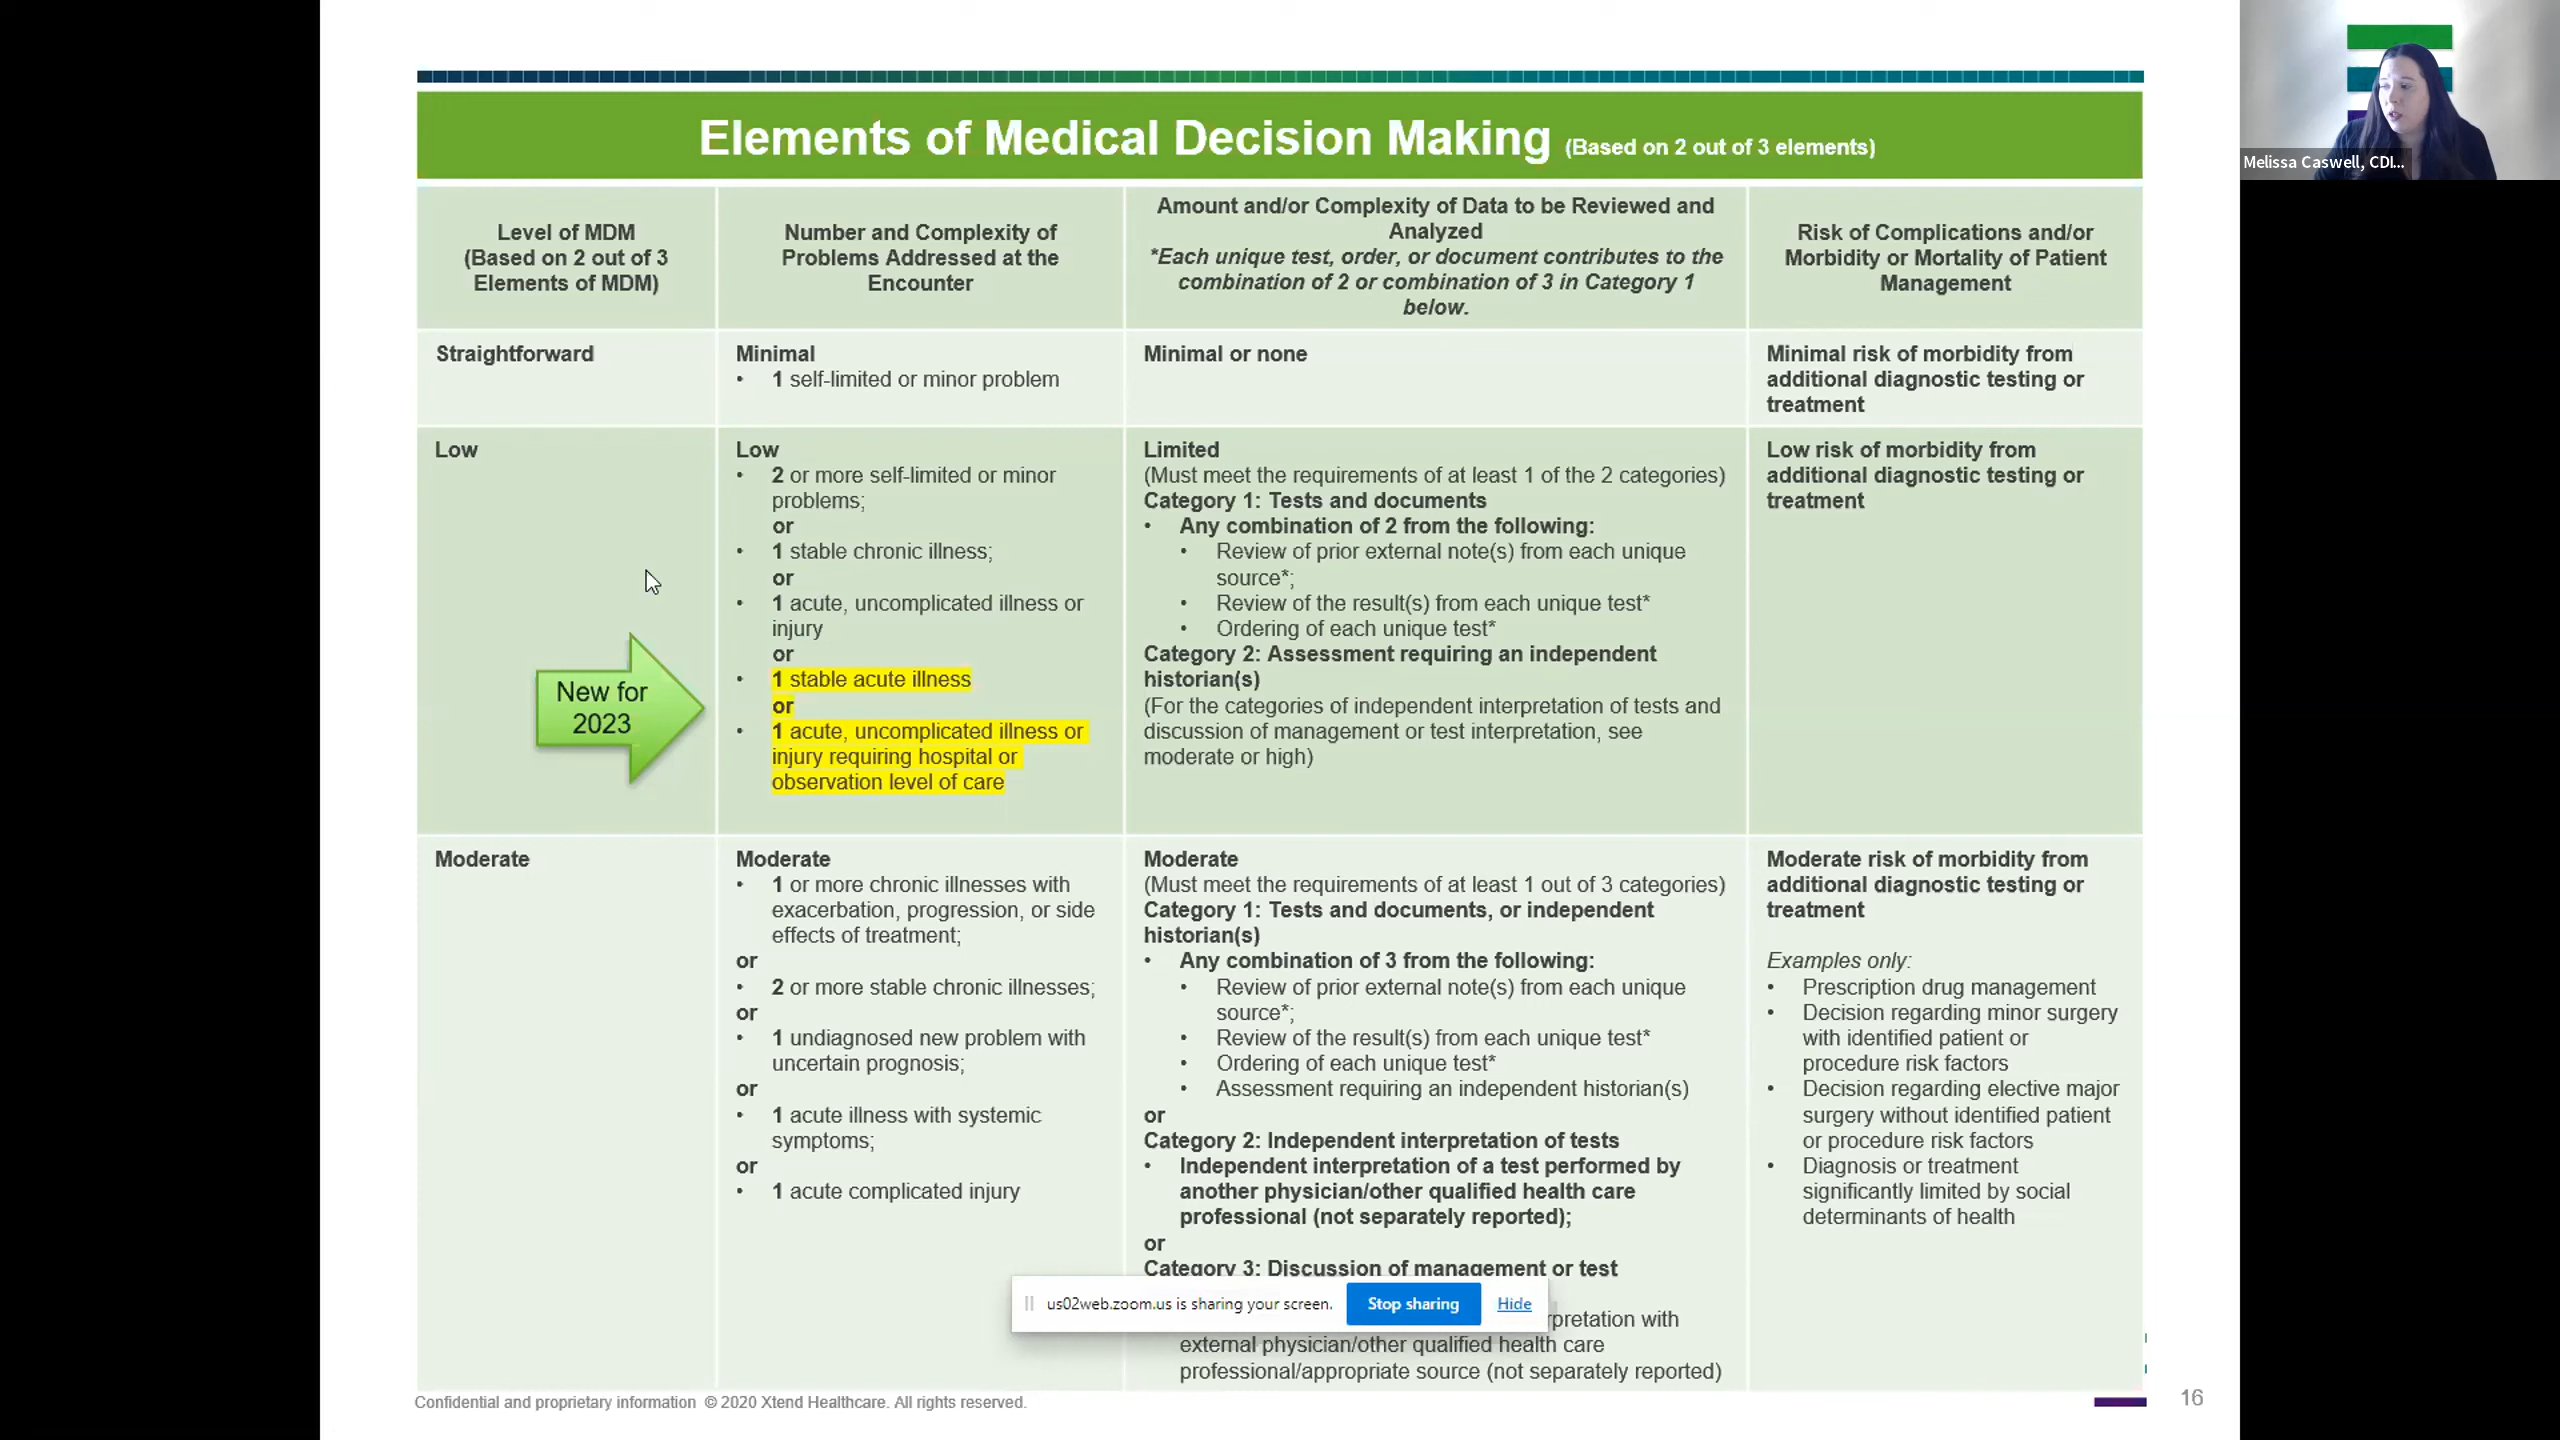 Elements of Medical Decision Making (Based on 2 out of 3 elements)
Melissa Caswell, CDI...
Level of MDM
(Based on 2 out of 3
Elements of MDM)
Number and Complexity of
Problems Addressed at the
Encounter
Amount and/or Complexity of Data to be Reviewed and
Analyzed
*Each unique test, order, or document contributes to the
combination of 2 or combination of 3 in Category 1
below.
Risk of Complications and/or
Morbidity or Mortality of Patient
Management
Straightforward
Minimal
• 1 self-limited or minor problem
Minimal or none
Minimal risk of morbidity from
additional diagnostic testing or
treatment
Low
New for
2023
Low
• 2 or more self-limited or minor
problems;
or
• 1 stable chronic illness;
or
• 1 acute, uncomplicated illness or
injury
or
• 1 stable acute illness
or
• 1 acute, uncomplicated illness or
injury requiring hospital or
observation level of care
Limited
(Must meet the requirements of at least 1 of the 2 categories)
Category 1: Tests and documents
• Any combination of 2 from the following:
• Review of prior external note(s) from each unique
source*;
• Review of the result(s) from each unique test*
• Ordering of each unique test*
Category 2: Assessment requiring an independent
historian(s)
(For the categories of independent interpretation of tests and
discussion of management or test interpretation, see
moderate or high)
Low risk of morbidity from
additional diagnostic testing or
treatment
Moderate
Moderate
• 1 or more chronic illnesses with
exacerbation, progression, or side
effects of treatment;
or
• 2 or more stable chronic illnesses;
or
• 1 undiagnosed new problem with
uncertain prognosis;
or
• 1 acute illness with systemic
symptoms;
or
• 1 acute complicated injury
Moderate
(Must meet the requirements of at least 1 out of 3 categories)
Category 1: Tests and documents, or independent
historian(s)
• Any combination of 3 from the following:
• Review of prior external note(s) from each unique
source*;
• Review of the result(s) from each unique test*
• Ordering of each unique test*
• Assessment requiring an independent historian(s)
or
Category 2: Independent interpretation of tests
• Independent interpretation of a test performed by
another physician/other qualified health care
professional (not separately reported);
or
Category 3: Discussion of management or test
rpretation with
external physician/other qualified health care
professional/appropriate source (not separately reported)
Moderate risk of morbidity from
additional diagnostic testing or
treatment
Examples only:
• Prescription drug management
• Decision regarding minor surgery
with identified patient or
procedure risk factors
• Decision regarding elective major
surgery without identified patient
or procedure risk factors
• Diagnosis or treatment
significantly limited by social
determinants of health
us02web.zoom.us is sharing your screen. Stop sharing Hide
Confidential and proprietary information © 2020 Xtend Healthcare. All rights reserved.
16